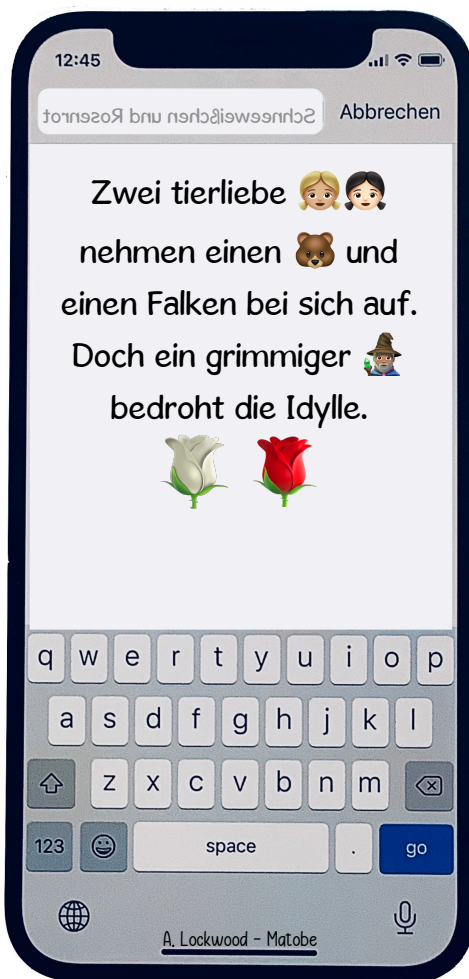 12:45
Schneeweißchen und Rosenrot Abbrechen
Zwei tierliebe 👧🏼👧🏻
nehmen einen 🐻 und
einen Falken bei sich auf.
Doch ein grimmiger 🧙🏽‍♂️
bedroht die Idylle.
q w e r t y u i o p
a s d f g h j k l
z x c v b n m
123 space . go
A. Lockwood - Matobe